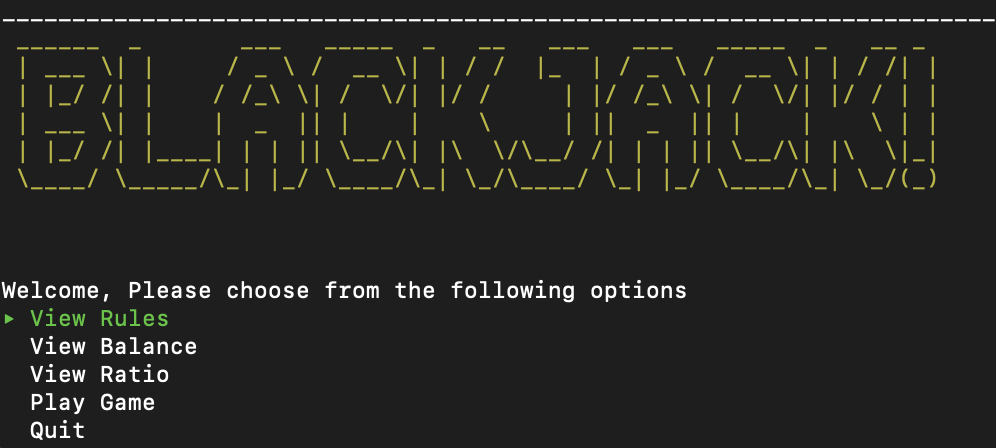 BLACKJACK!
Welcome, Please choose from the following options
▸ View Rules
View Balance
View Ratio
Play Game
Quit